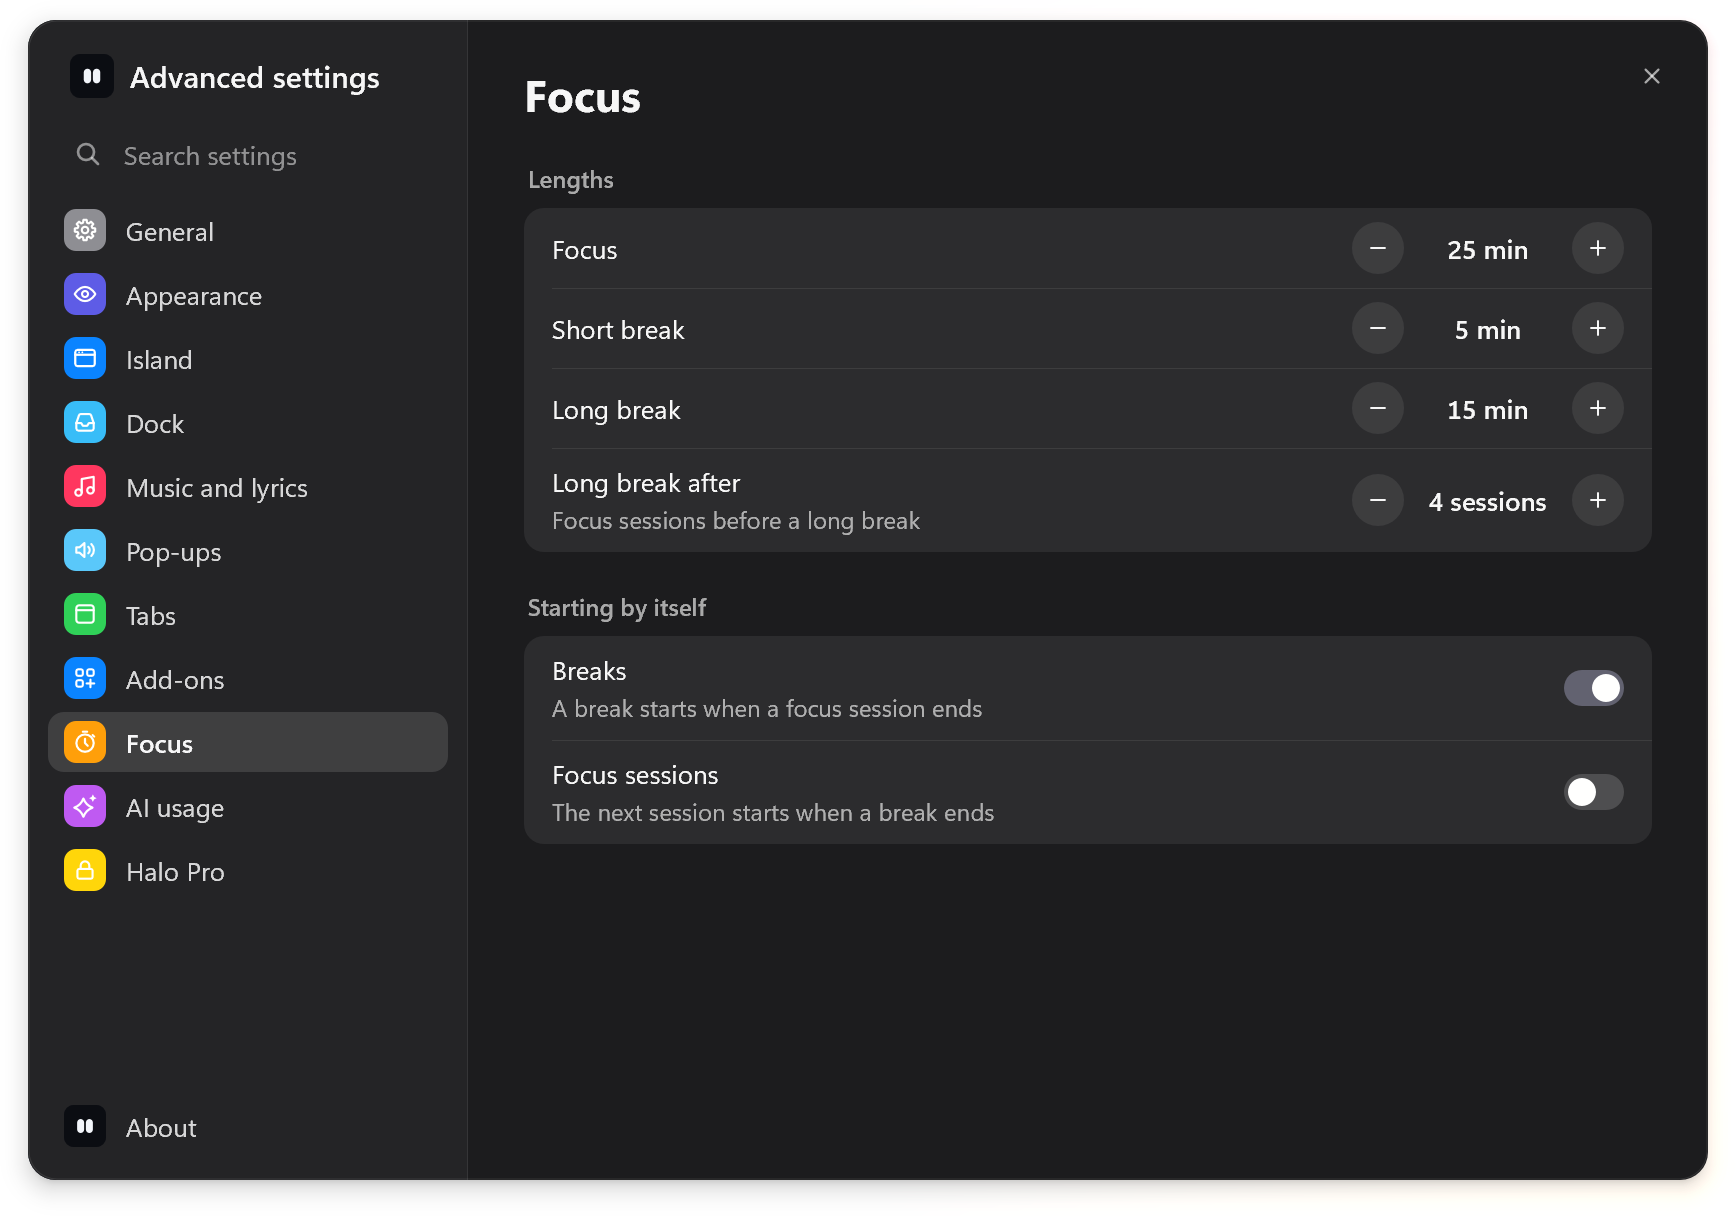 Advanced settings
Search settings
General
Appearance
Island
Dock
Music and lyrics
Pop-ups
Tabs
Add-ons
Focus
AI usage
Halo Pro
About
Focus
Lengths
Focus
25 min
Short break
5 min
Long break
15 min
Long break after
Focus sessions before a long break
4 sessions
Starting by itself
Breaks
A break starts when a focus session ends
Focus sessions
The next session starts when a break ends